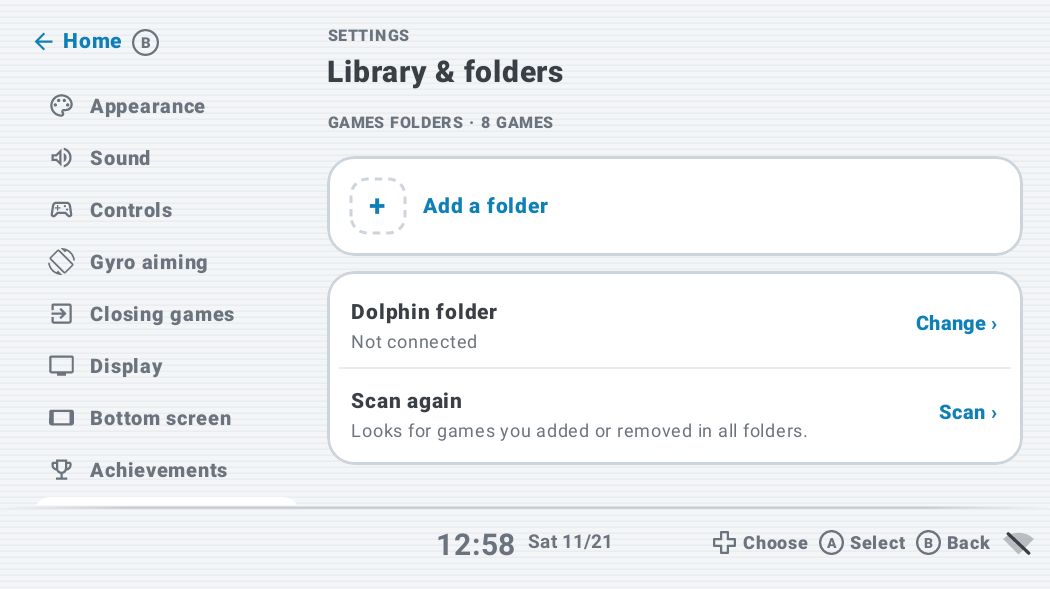 ← Home B
Appearance
Sound
Controls
Gyro aiming
Closing games
Display
Bottom screen
Achievements
SETTINGS
Library & folders
GAMES FOLDERS · 8 GAMES
+ Add a folder
Dolphin folder
Not connected
Change ›
Scan again
Looks for games you added or removed in all folders.
Scan ›
12:58 Sat 11/21
Choose A Select B Back